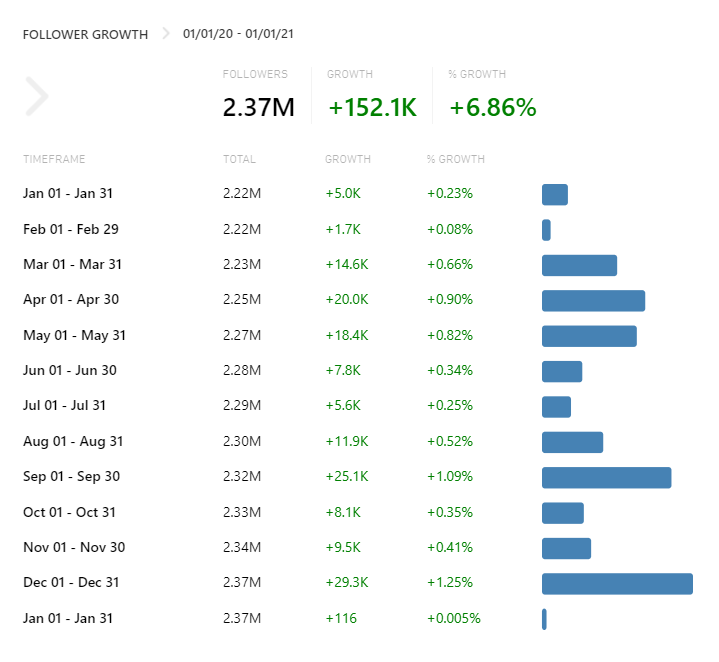 FOLLOWER GROWTH 01/01/20 - 01/01/21
FOLLOWERS GROWTH % GROWTH
2.37M +152.1K +6.86%
TIMEFRAME TOTAL GROWTH % GROWTH
Jan 01 - Jan 31 2.22M +5.0K +0.23%
Feb 01 - Feb 29 2.22M +1.7K +0.08%
Mar 01 - Mar 31 2.23M +14.6K +0.66%
Apr 01 - Apr 30 2.25M +20.0K +0.90%
May 01 - May 31 2.27M +18.4K +0.82%
Jun 01 - Jun 30 2.28M +7.8K +0.34%
Jul 01 - Jul 31 2.29M +5.6K +0.25%
Aug 01 - Aug 31 2.30M +11.9K +0.52%
Sep 01 - Sep 30 2.32M +25.1K +1.09%
Oct 01 - Oct 31 2.33M +8.1K +0.35%
Nov 01 - Nov 30 2.34M +9.5K +0.41%
Dec 01 - Dec 31 2.37M +29.3K +1.25%
Jan 01 - Jan 31 2.37M +116 +0.005%